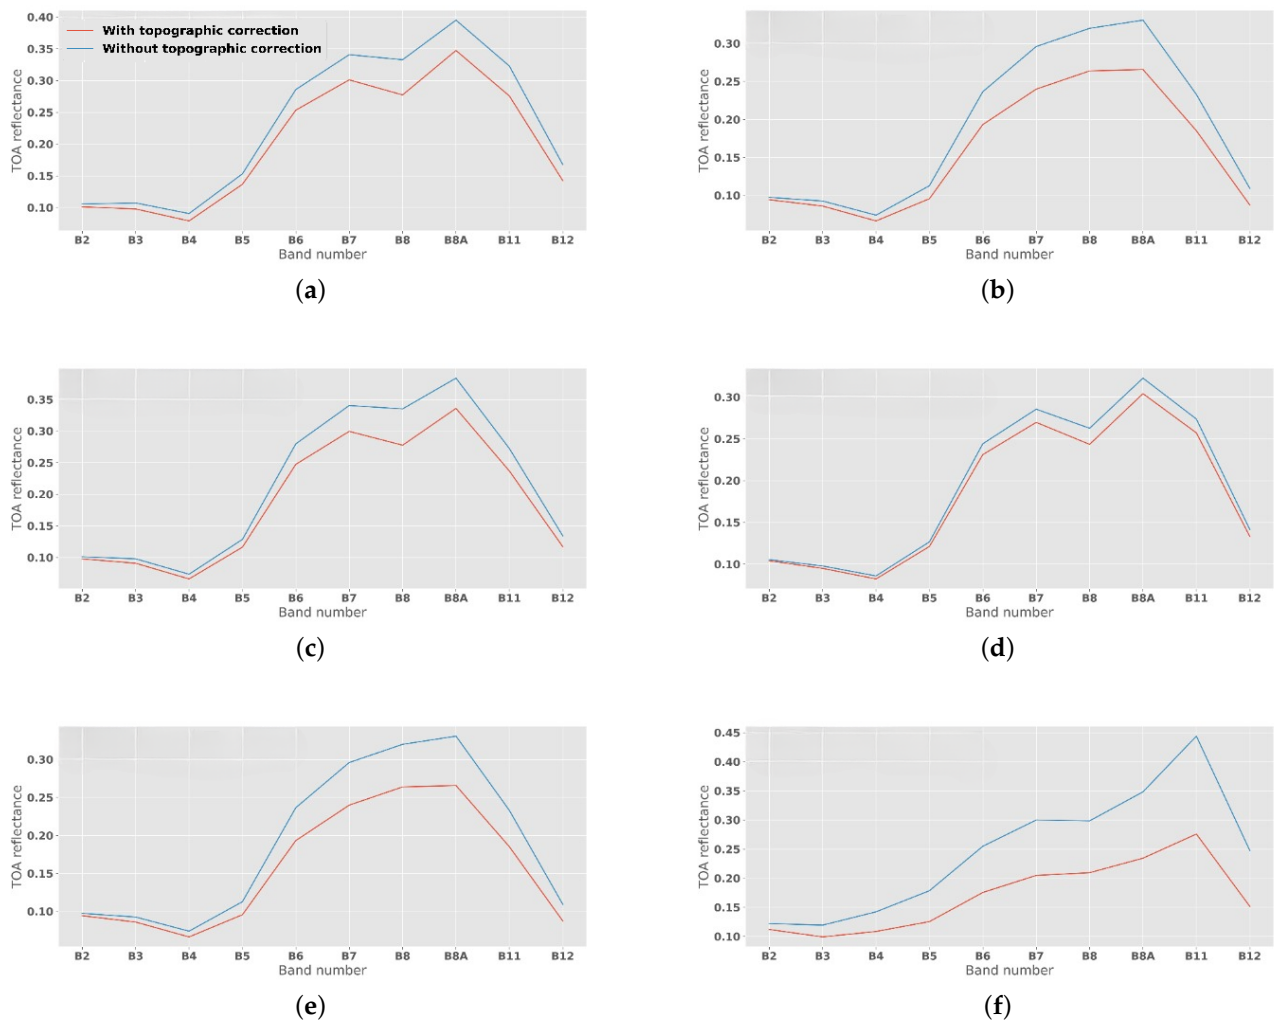 0.40
0.35
0.30
0.25
0.20
0.15
0.10
TOA reflectance
With topographic correction
Without topographic correction
B2 B3 B4 B5 B6 B7 B8 B8A B11 B12
Band number
(a)
0.30
0.25
0.20
0.15
0.10
TOA reflectance
B2 B3 B4 B5 B6 B7 B8 B8A B11 B12
Band number
(b)
0.35
0.30
0.25
0.20
0.15
0.10
TOA reflectance
B2 B3 B4 B5 B6 B7 B8 B8A B11 B12
Band number
(c)
0.30
0.25
0.20
0.15
0.10
TOA reflectance
B2 B3 B4 B5 B6 B7 B8 B8A B11 B12
Band number
(d)
0.30
0.25
0.20
0.15
0.10
TOA reflectance
B2 B3 B4 B5 B6 B7 B8 B8A B11 B12
Band number
(e)
0.45
0.40
0.35
0.30
0.25
0.20
0.15
0.10
TOA reflectance
B2 B3 B4 B5 B6 B7 B8 B8A B11 B12
Band number
(f)